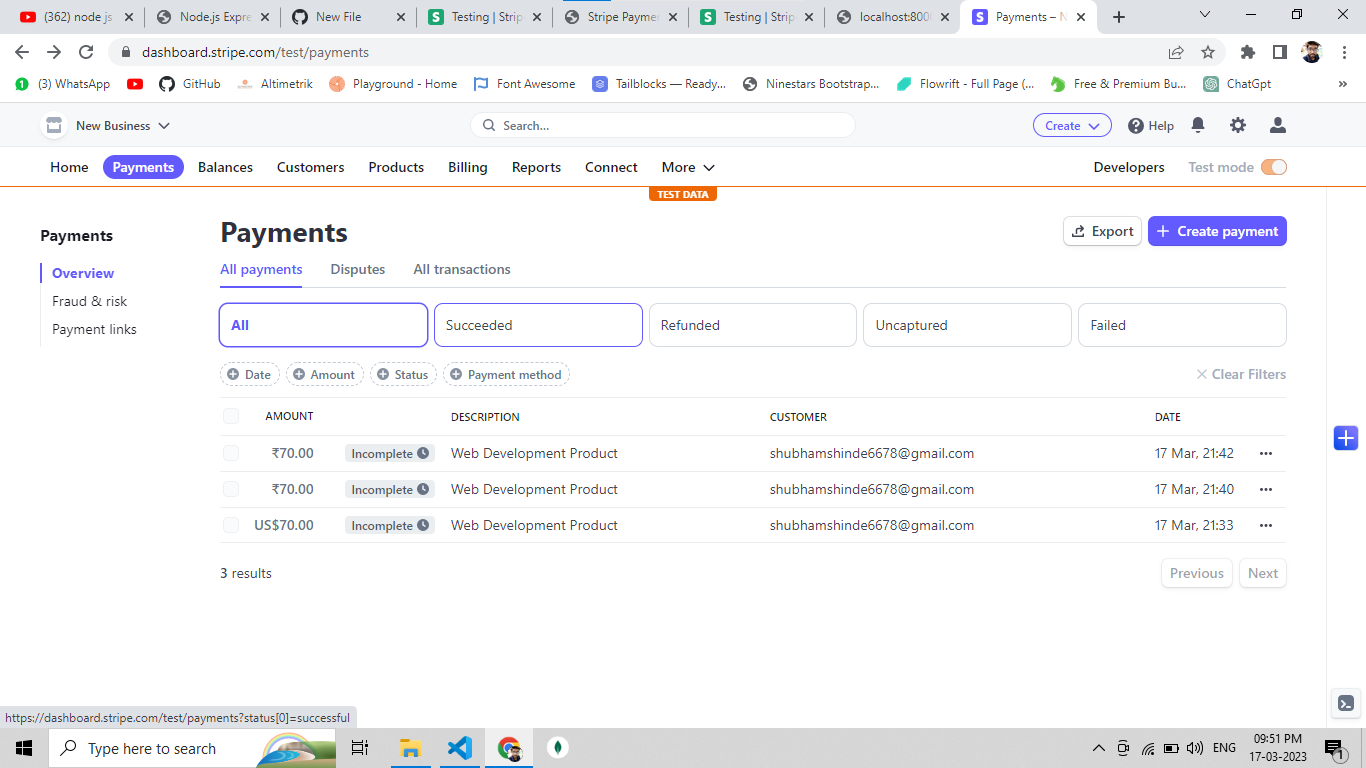 (362) node js
Node.js Expre
New File
Testing | Strip
Stripe Payme
Testing | Strip
localhost:800
Payments – N
dashboard.stripe.com/test/payments
(3) WhatsApp
GitHub
Altimetrik
Playground - Home
Font Awesome
Tailblocks — Ready...
Ninestars Bootstrap...
Flowrift - Full Page (...
Free & Premium Bu...
ChatGpt
»
New Business
Search...
Create
Help
Home
Payments
Balances
Customers
Products
Billing
Reports
Connect
More
Developers
Test mode
TEST DATA
Payments
Overview
Fraud & risk
Payment links
Payments
Export
Create payment
All payments
Disputes
All transactions
All
Succeeded
Refunded
Uncaptured
Failed
Date
Amount
Status
Payment method
Clear Filters
AMOUNT DESCRIPTION CUSTOMER DATE
₹70.00 Incomplete Web Development Product shubhamshinde6678@gmail.com 17 Mar, 21:42
₹70.00 Incomplete Web Development Product shubhamshinde6678@gmail.com 17 Mar, 21:40
US$70.00 Incomplete Web Development Product shubhamshinde6678@gmail.com 17 Mar, 21:33
3 results
Previous
Next
https://dashboard.stripe.com/test/payments?status[0]=successful
Type here to search
ENG
09:51 PM
17-03-2023
1